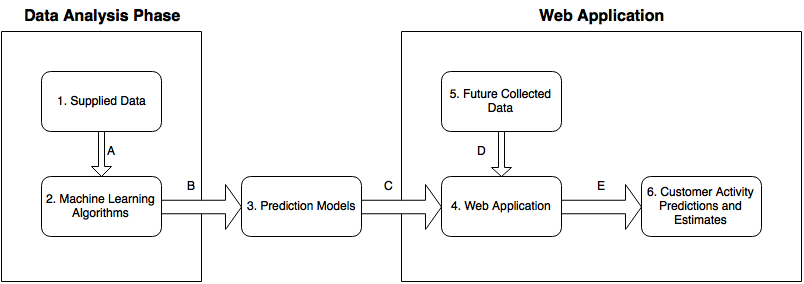 Data Analysis Phase
Web Application
1. Supplied Data
5. Future Collected
Data
A
D
2. Machine Learning
Algorithms
B
3. Prediction Models
C
4. Web Application
E
6. Customer Activity
Predictions and
Estimates